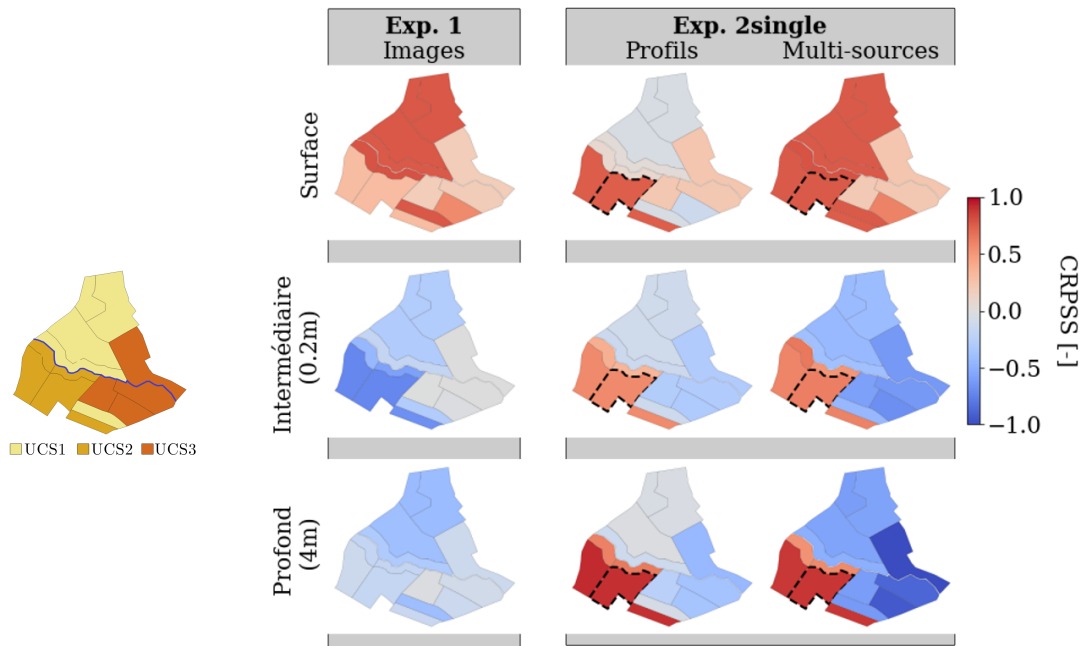 Exp. 1
Images
Exp. 2single
Profils
Multi-sources
Surface
Intermédiaire
(0.2m)
Profond
(4m)
UCS1
UCS2
UCS3
1.0
0.5
0.0
−0.5
−1.0
CRPSS [-]